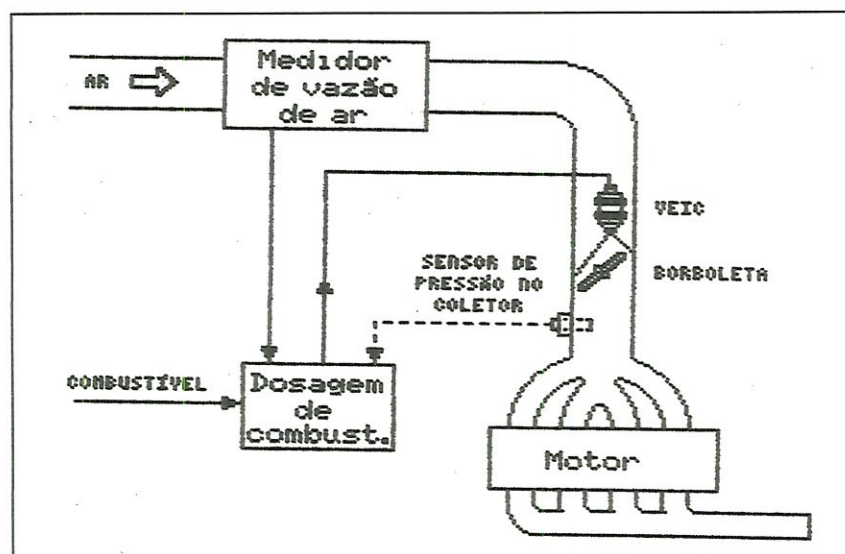 Medidor
de vazão
de ar
AR
VEIC
BORBOLETA
SENSOR DE
PRESSÃO NO
COLETOR
COMBUSTÍVEL
Dosagem
de
combust.
Motor